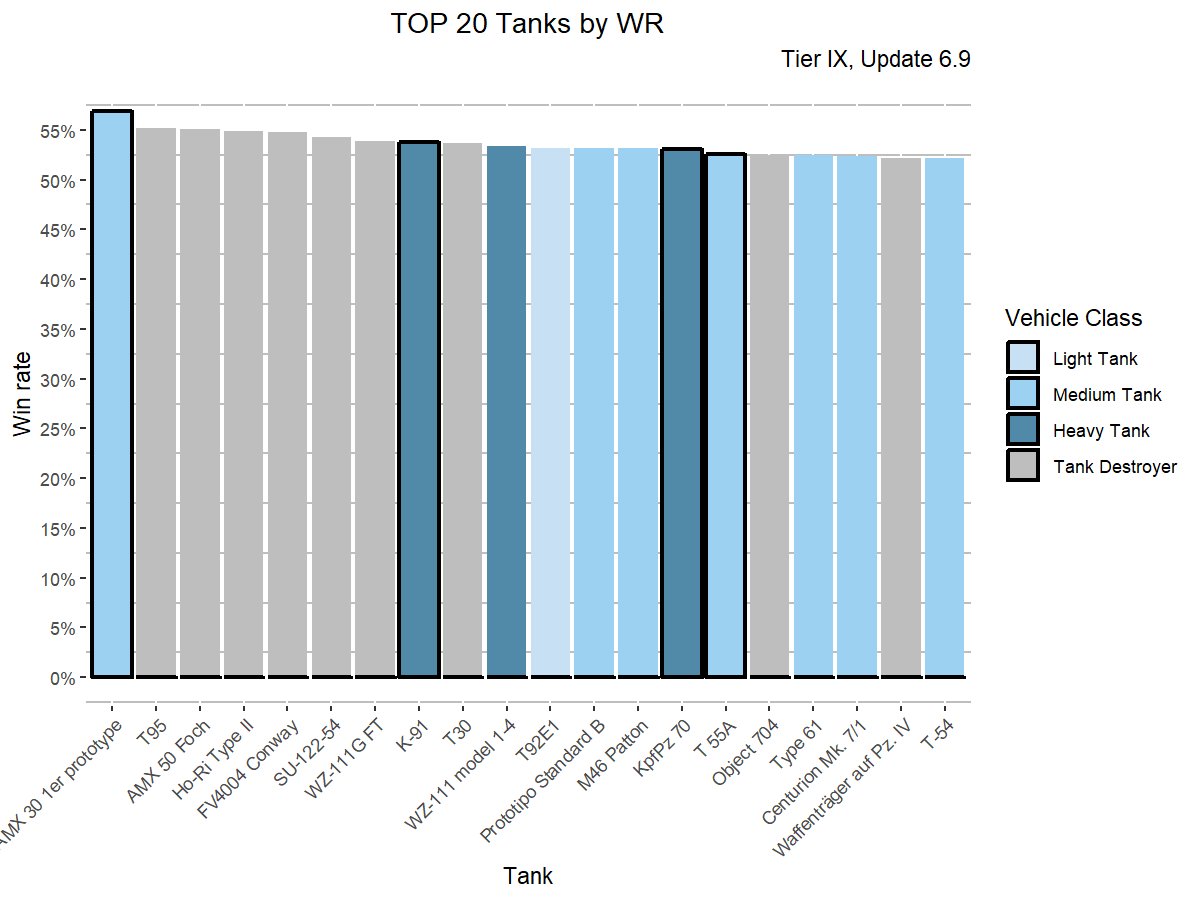 TOP 20 Tanks by WR
Tier IX, Update 6.9
Win rate
55%
50%
45%
40%
35%
30%
25%
20%
15%
10%
5%
0%
AMX 30 1er prototype
T95
AMX 50 Foch
Ho-Ri Type II
FV4004 Conway
SU-122-54
WZ-111G FT
K-91
T30
WZ-111 model 1-4
T92E1
Prototipo Standard B
M46 Patton
KpfPz 70
T 55A
Object 704
Type 61
Centurion Mk. 7/1
Waffenträger auf Pz. IV
T-54
Tank
Vehicle Class
Light Tank
Medium Tank
Heavy Tank
Tank Destroyer